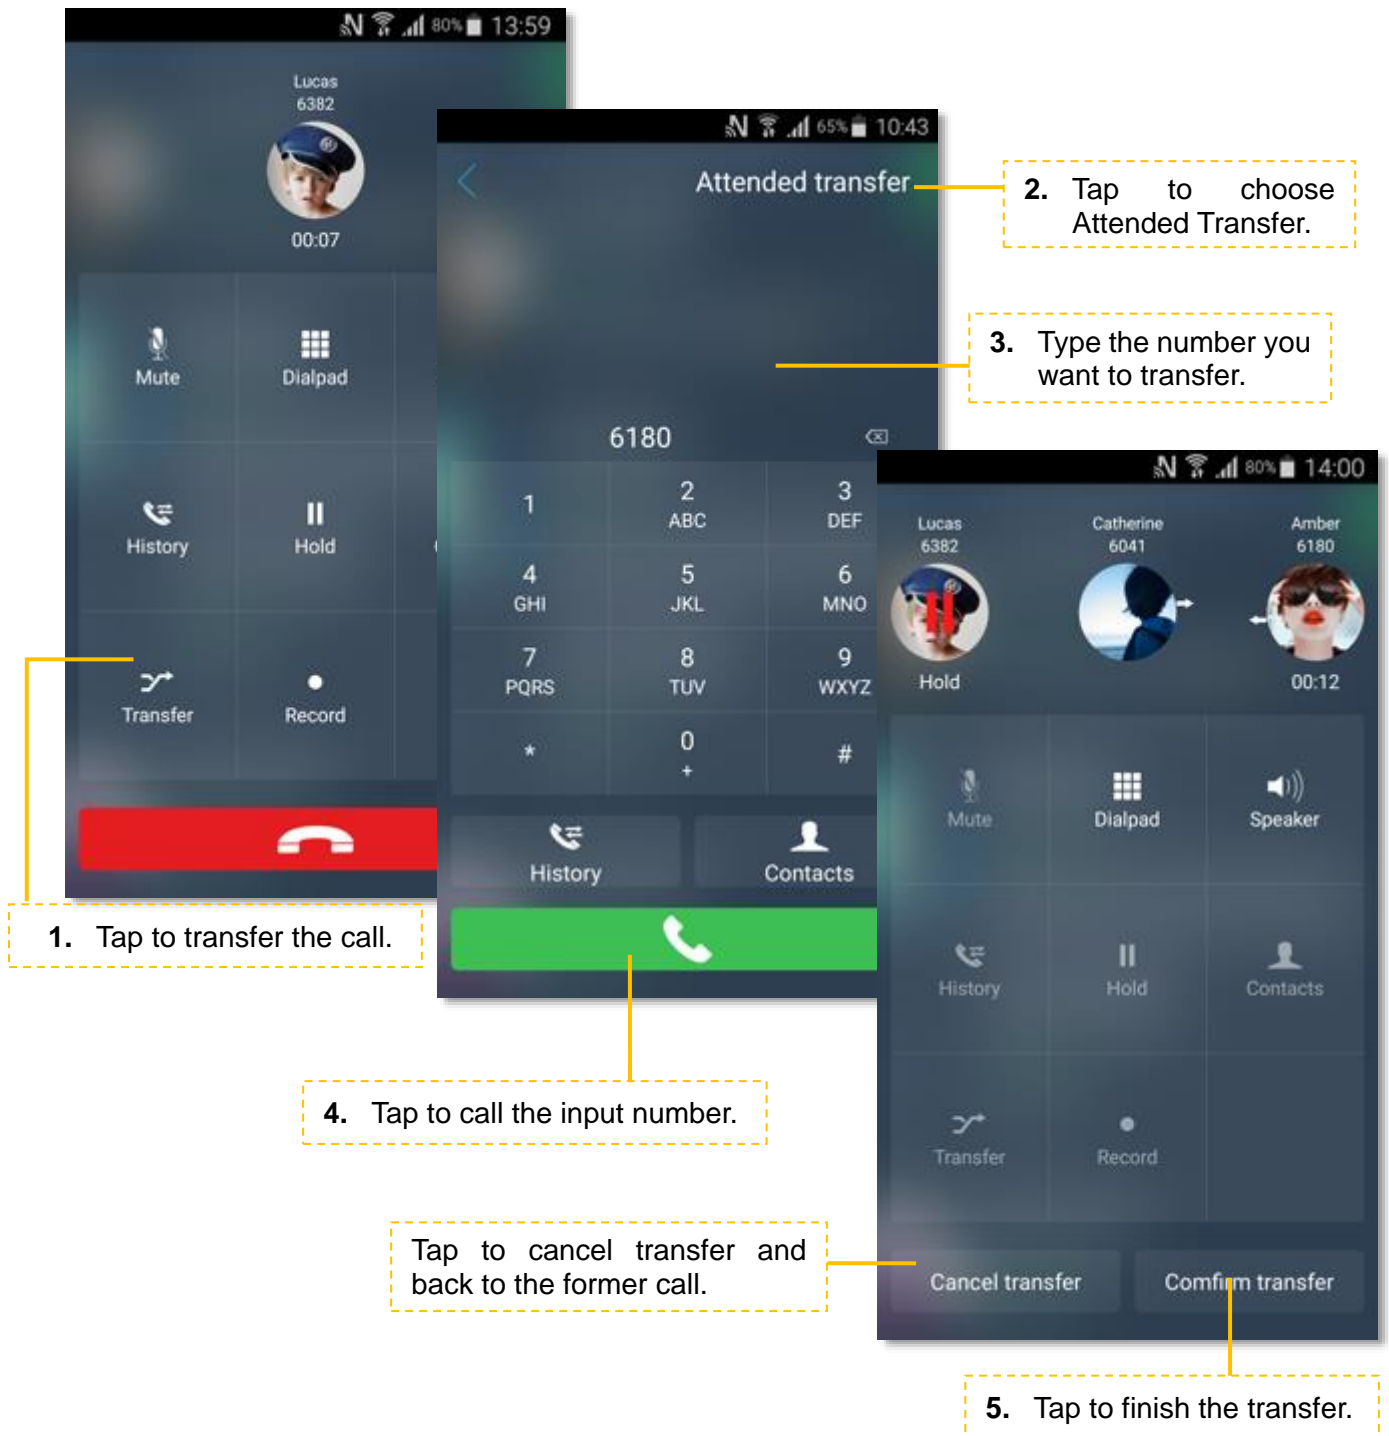 80% 13:59
Lucas
6382
00:07
Mute
Dialpad
History
Hold
Transfer
Record
1. Tap to transfer the call.
65% 10:43
Attended transfer
2. Tap to choose
Attended Transfer.
3. Type the number you
want to transfer.
6180
1
2
3
ABC
DEF
4
5
6
GHI
JKL
MNO
7
8
9
PQRS
TUV
WXYZ
*
0
#
+
History
Contacts
4. Tap to call the input number.
80% 14:00
Lucas
Catherine
Amber
6382
6041
6180
Hold
00:12
Mute
Dialpad
Speaker
History
Hold
Contacts
Transfer
Record
Tap to cancel transfer and
back to the former call.
Cancel transfer
Comfirm transfer
5. Tap to finish the transfer.